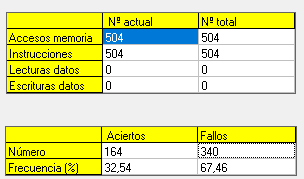 Nº actual Nº total
Accesos memoria 504 504
Instrucciones 504 504
Lecturas datos 0 0
Escrituras datos 0 0
Aciertos Fallos
Número 164 340
Frecuencia (%) 32,54 67,46